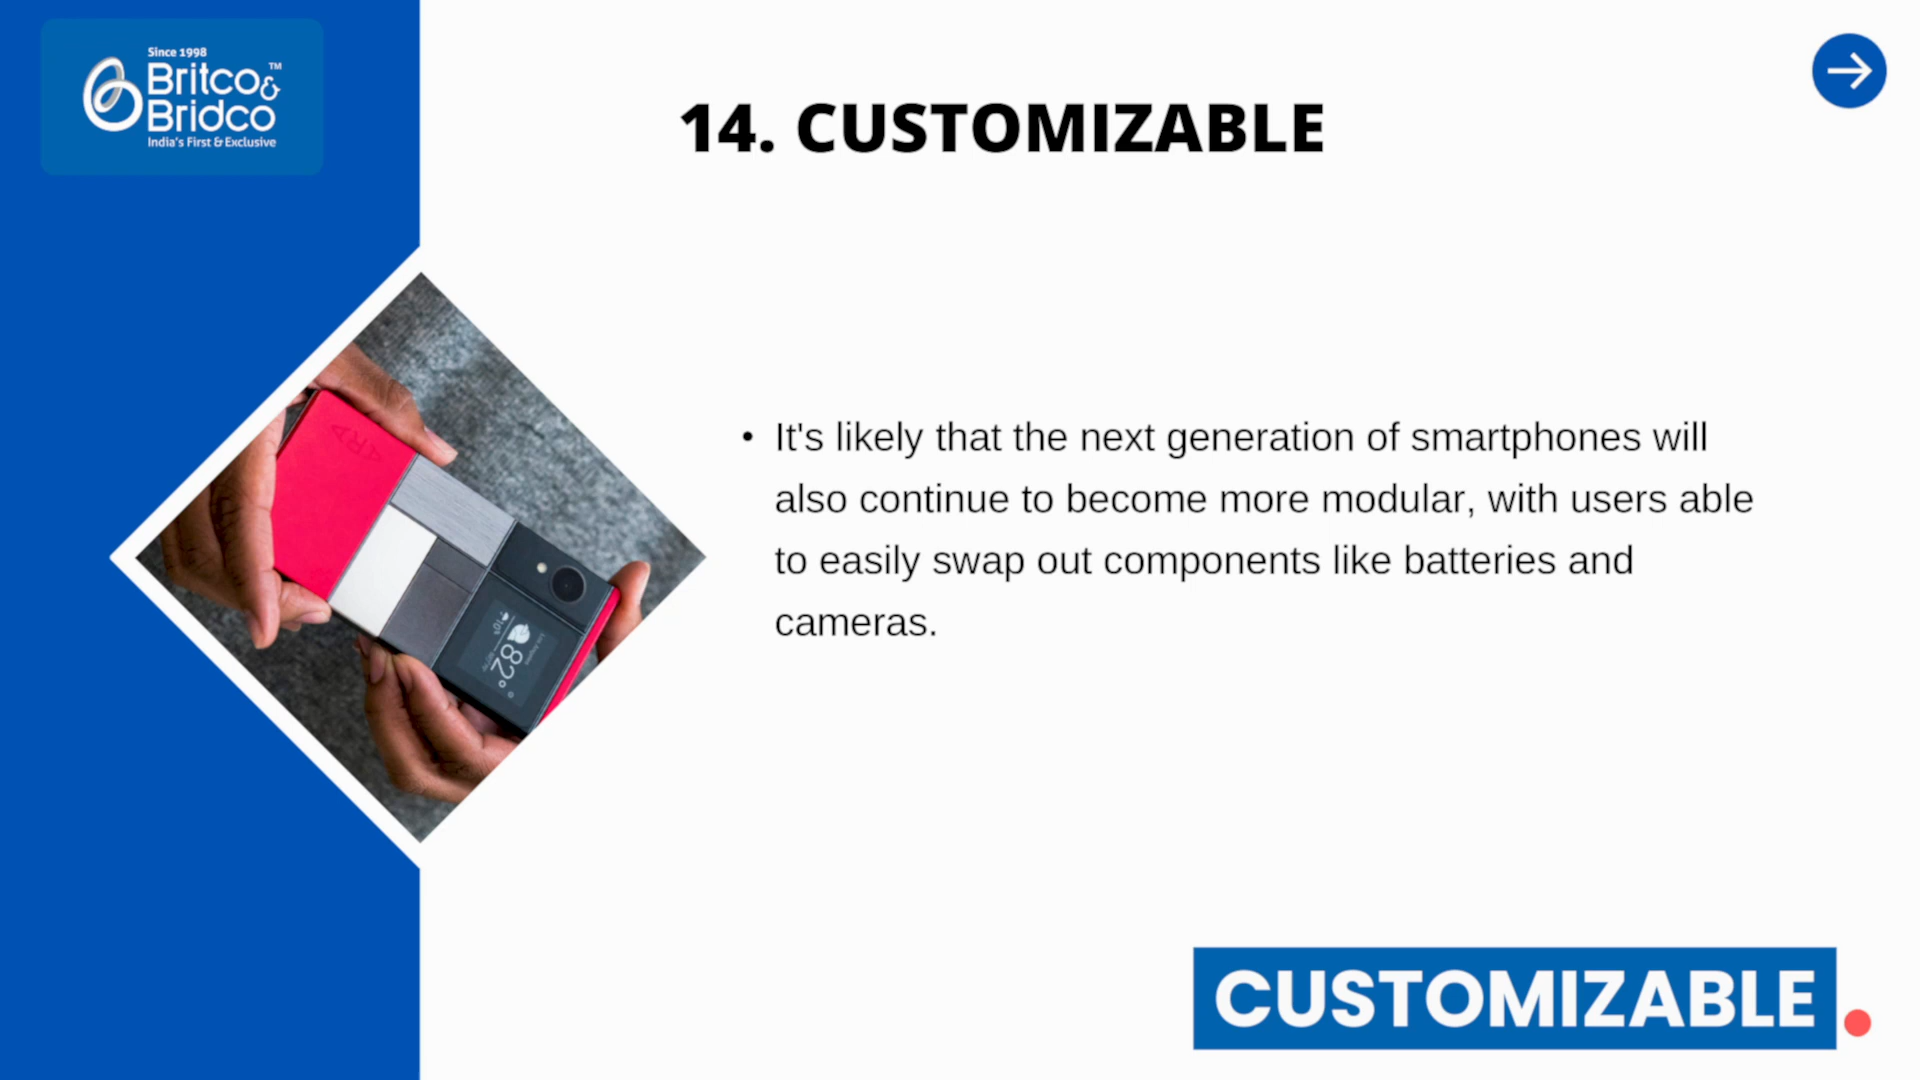 Since 1998
Britco &
Bridco
TM
India's First & Exclusive
14. CUSTOMIZABLE
ARA
82°
• It's likely that the next generation of smartphones will
also continue to become more modular, with users able
to easily swap out components like batteries and
cameras.
CUSTOMIZABLE.